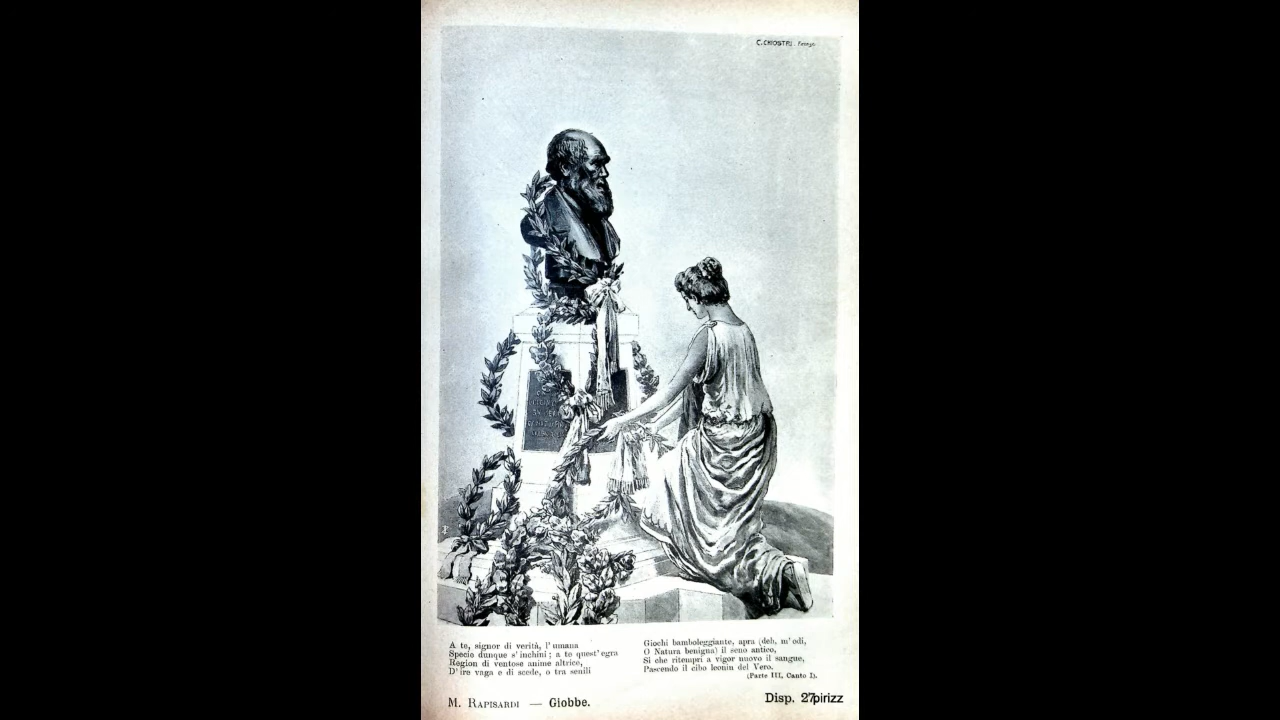 C. CHIOSTRI. Firenze
A te, signor di verità, l'umana
Specie dunque s'inchini; a te quest'egra
Region di ventose anime altrice,
D'ire vaga e di scede, o tra senili
Giochi bamboleggiante, apra (deh, m'odi,
O Natura benigna) il seno antico,
Sì che ritempri a vigor nuovo il sangue,
Pascendo il cibo leonin del Vero.
(Parte III, Canto I).
M. RAPISARDI — Giobbe.
Disp. 27pirizz